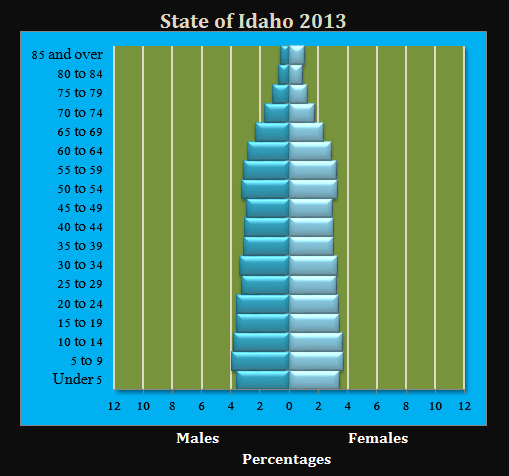 State of Idaho 2013
85 and over
80 to 84
75 to 79
70 to 74
65 to 69
60 to 64
55 to 59
50 to 54
45 to 49
40 to 44
35 to 39
30 to 34
25 to 29
20 to 24
15 to 19
10 to 14
5 to 9
Under 5
12 10 8 6 4 2 0 2 4 6 8 10 12
Males Females
Percentages